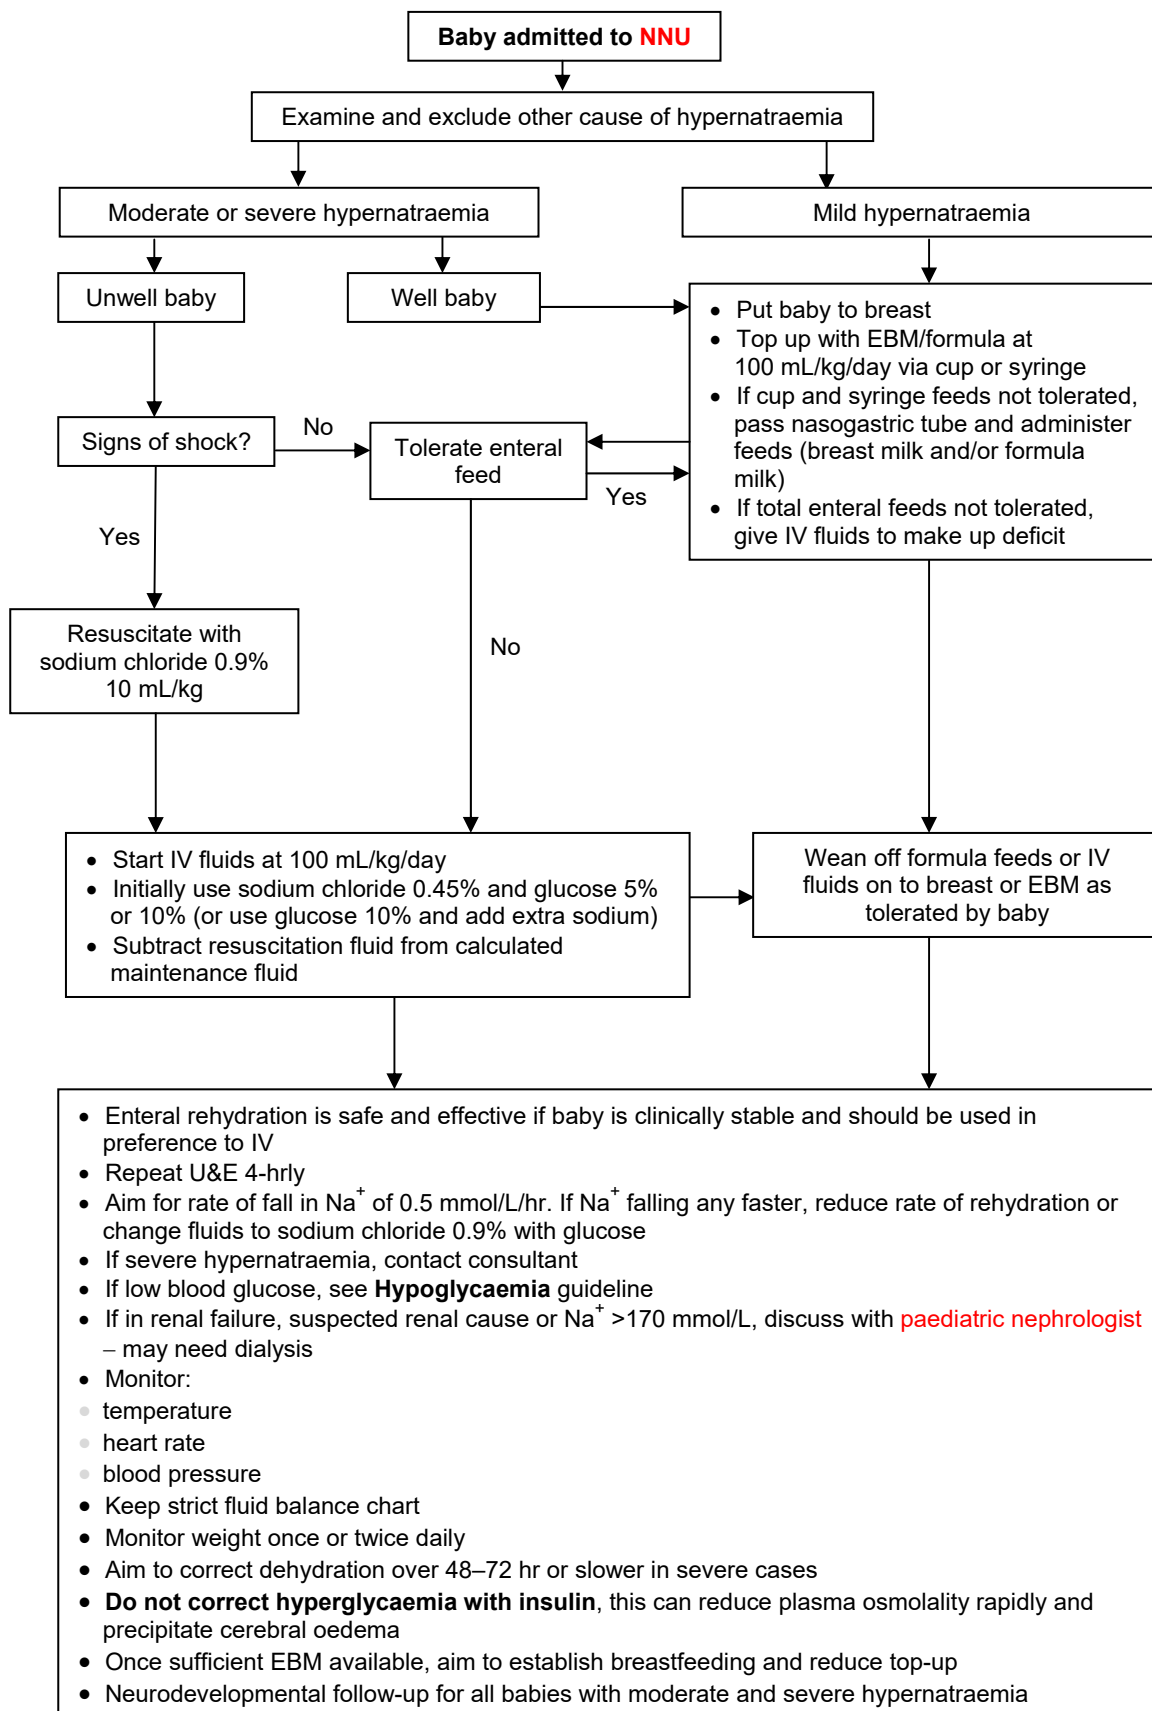 Baby admitted to NNU
Examine and exclude other cause of hypernatraemia
Moderate or severe hypernatraemia
Mild hypernatraemia
Unwell baby
Well baby
• Put baby to breast
• Top up with EBM/formula at
100 mL/kg/day via cup or syringe
• If cup and syringe feeds not tolerated,
pass nasogastric tube and administer
feeds (breast milk and/or formula
milk)
• If total enteral feeds not tolerated,
give IV fluids to make up deficit
Signs of shock?
No
Tolerate enteral
feed
Yes
Yes
Resuscitate with
sodium chloride 0.9%
10 mL/kg
No
• Start IV fluids at 100 mL/kg/day
• Initially use sodium chloride 0.45% and glucose 5%
or 10% (or use glucose 10% and add extra sodium)
• Subtract resuscitation fluid from calculated
maintenance fluid
Wean off formula feeds or IV
fluids on to breast or EBM as
tolerated by baby
• Enteral rehydration is safe and effective if baby is clinically stable and should be used in
preference to IV
• Repeat U&E 4-hrly
• Aim for rate of fall in Na⁺ of 0.5 mmol/L/hr. If Na⁺ falling any faster, reduce rate of rehydration or
change fluids to sodium chloride 0.9% with glucose
• If severe hypernatraemia, contact consultant
• If low blood glucose, see Hypoglycaemia guideline
• If in renal failure, suspected renal cause or Na⁺ >170 mmol/L, discuss with paediatric nephrologist
– may need dialysis
• Monitor:
• temperature
• heart rate
• blood pressure
• Keep strict fluid balance chart
• Monitor weight once or twice daily
• Aim to correct dehydration over 48–72 hr or slower in severe cases
• Do not correct hyperglycaemia with insulin, this can reduce plasma osmolality rapidly and
precipitate cerebral oedema
• Once sufficient EBM available, aim to establish breastfeeding and reduce top-up
• Neurodevelopmental follow-up for all babies with moderate and severe hypernatraemia